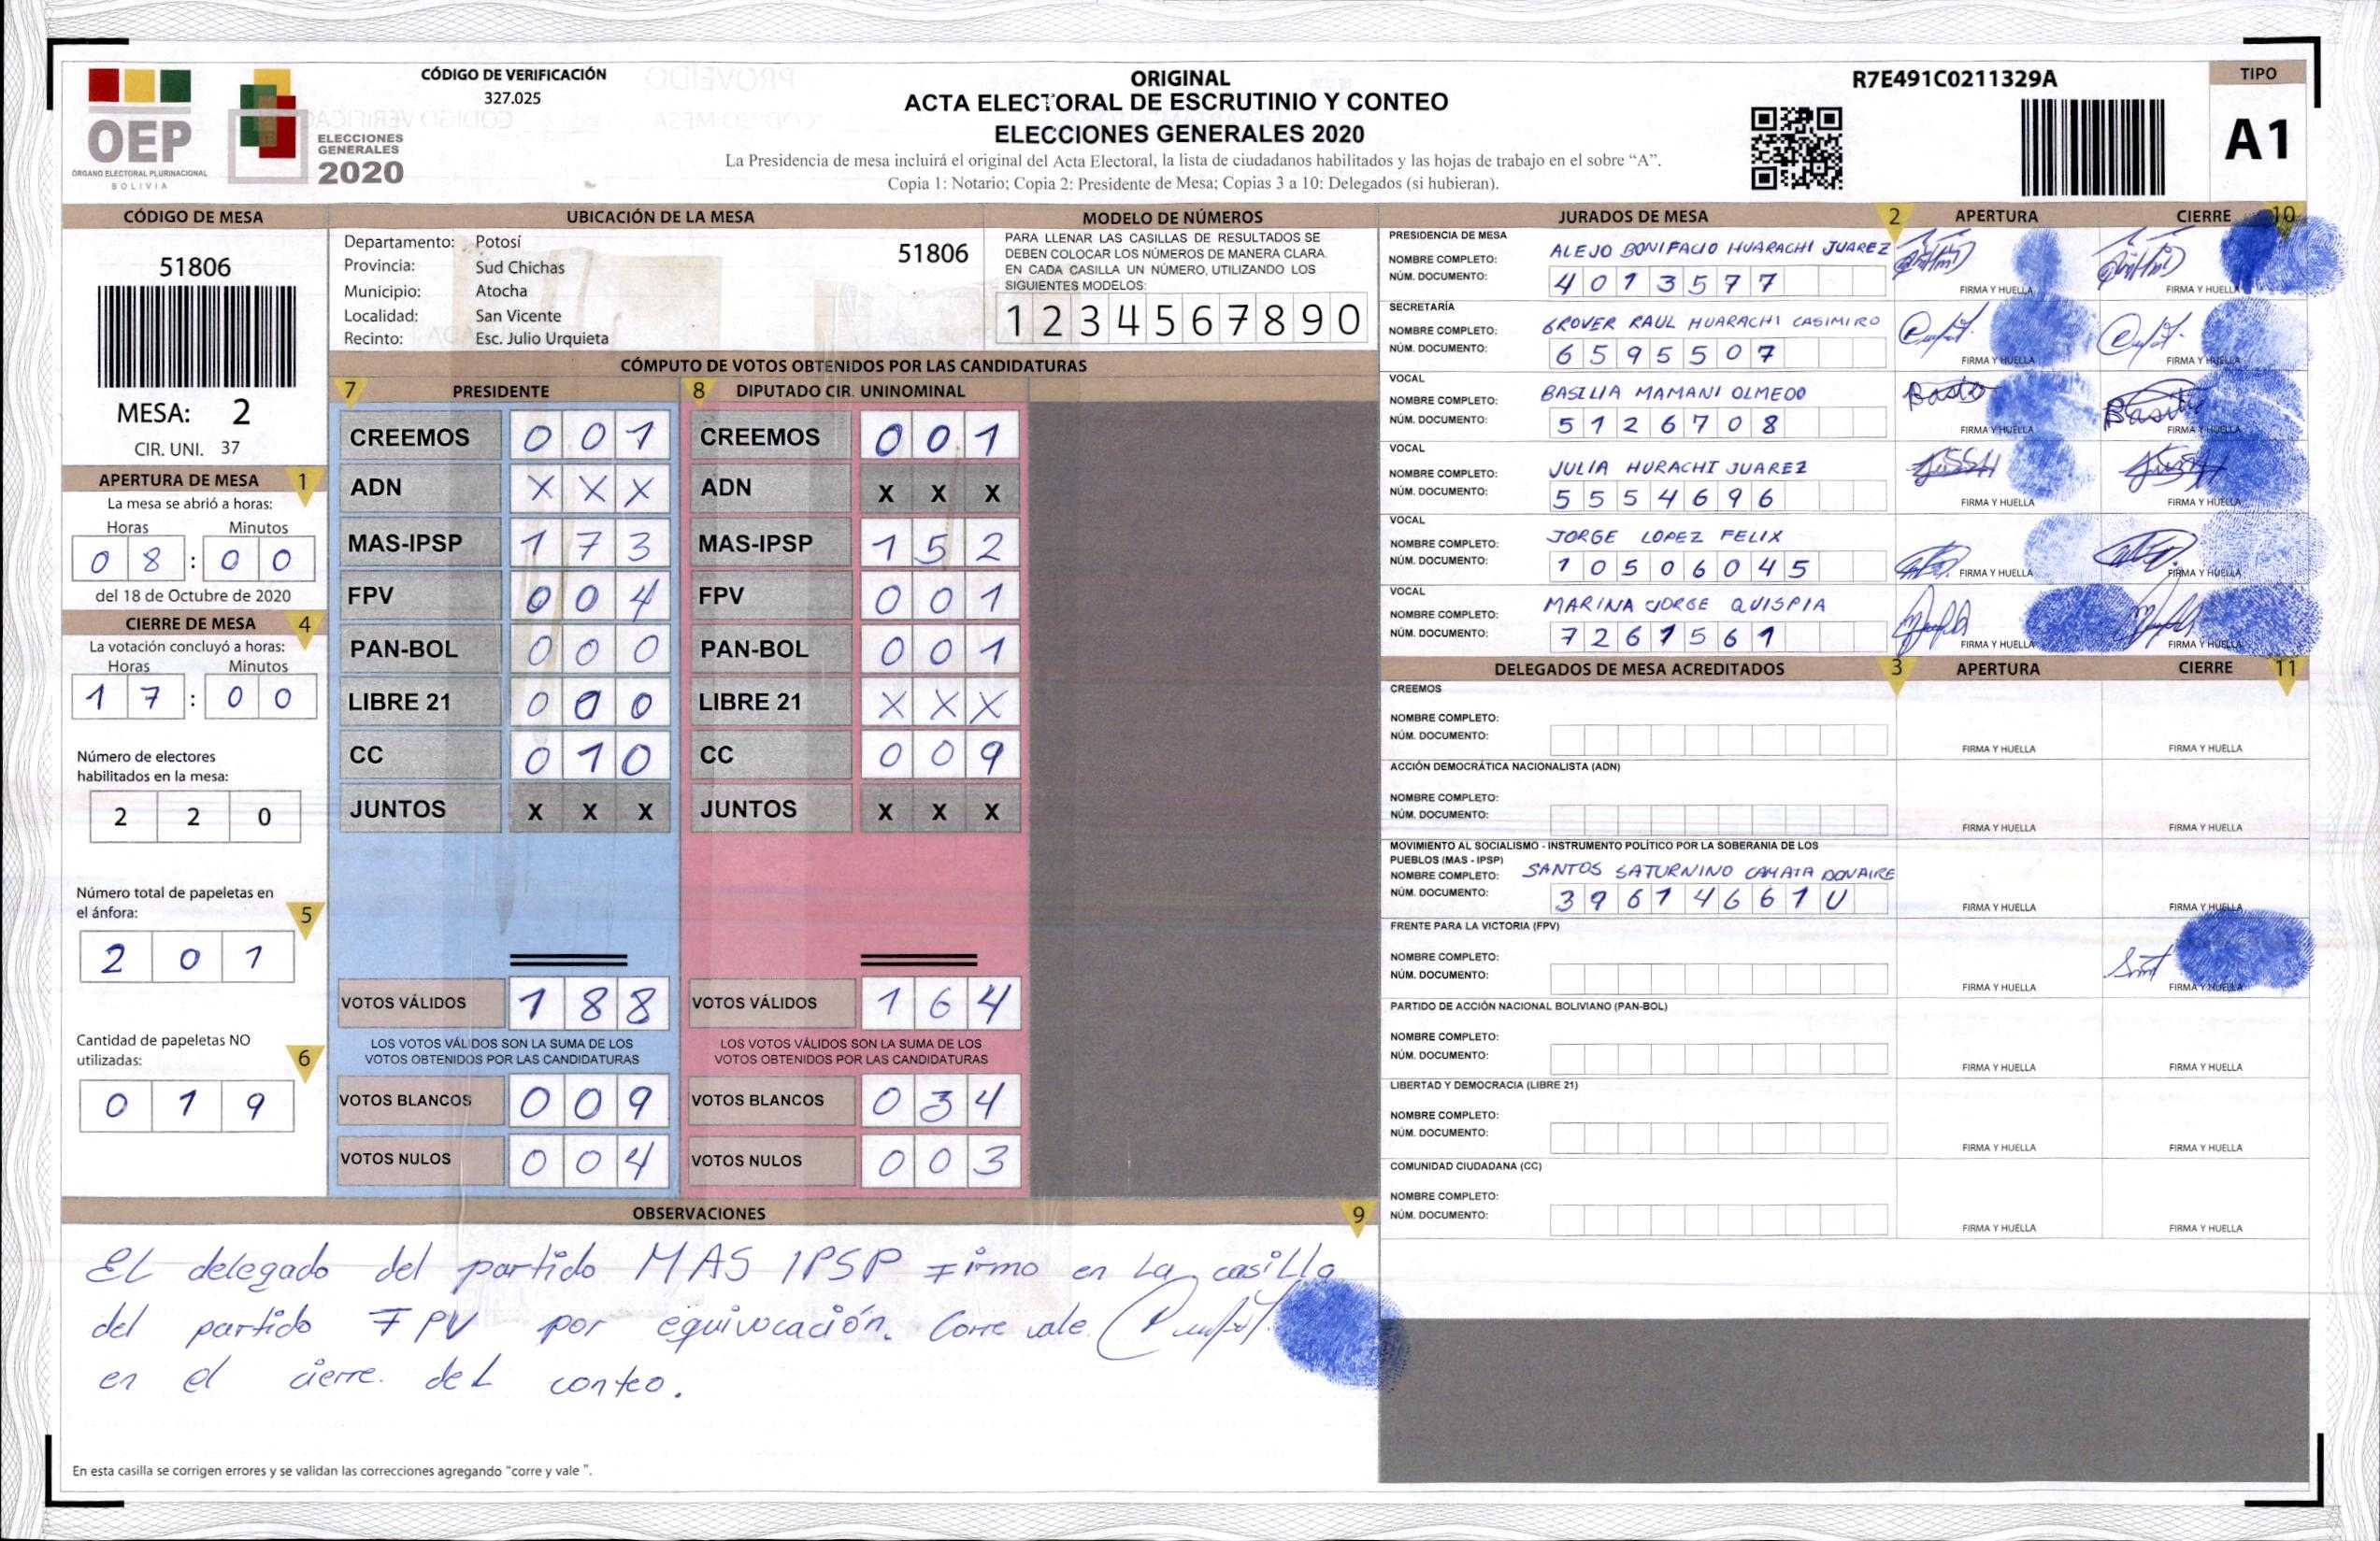 OEP
ÓRGANO ELECTORAL PLURINACIONAL
BOLIVIA
ELECCIONES
GENERALES
2020
CÓDIGO DE VERIFICACIÓN
327.025
ORIGINAL
ACTA ELECTORAL DE ESCRUTINIO Y CONTEO
ELECCIONES GENERALES 2020
La Presidencia de mesa incluirá el original del Acta Electoral, la lista de ciudadanos habilitados y las hojas de trabajo en el sobre “A”.
Copia 1: Notario; Copia 2: Presidente de Mesa; Copias 3 a 10: Delegados (si hubieran).
R7E491C0211329A
TIPO
A1
CÓDIGO DE MESA
51806
MESA: 2
CIR. UNI. 37
APERTURA DE MESA 1
La mesa se abrió a horas:
Horas Minutos
0 8 : 0 0
del 18 de Octubre de 2020
CIERRE DE MESA 4
La votación concluyó a horas:
Horas Minutos
1 7 : 0 0
Número de electores
habilitados en la mesa:
2 2 0
Número total de papeletas en
el ánfora: 5
2 0 1
Cantidad de papeletas NO
utilizadas: 6
0 1 9
UBICACIÓN DE LA MESA
Departamento: Potosí 51806
Provincia: Sud Chichas
Municipio: Atocha
Localidad: San Vicente
Recinto: Esc. Julio Urquieta
MODELO DE NÚMEROS
PARA LLENAR LAS CASILLAS DE RESULTADOS SE
DEBEN COLOCAR LOS NÚMEROS DE MANERA CLARA.
EN CADA CASILLA UN NÚMERO, UTILIZANDO LOS
SIGUIENTES MODELOS:
1 2 3 4 5 6 7 8 9 0
CÓMPUTO DE VOTOS OBTENIDOS POR LAS CANDIDATURAS
7 PRESIDENTE 8 DIPUTADO CIR. UNINOMINAL
CREEMOS 0 0 1 CREEMOS 0 0 1
ADN X X X ADN X X X
MAS-IPSP 1 7 3 MAS-IPSP 1 5 2
FPV 0 0 4 FPV 0 0 1
PAN-BOL 0 0 0 PAN-BOL 0 0 1
LIBRE 21 0 0 0 LIBRE 21 X X X
CC 0 1 0 CC 0 0 9
JUNTOS X X X JUNTOS X X X
VOTOS VÁLIDOS 1 8 8 VOTOS VÁLIDOS 1 6 4
LOS VOTOS VÁLIDOS SON LA SUMA DE LOS LOS VOTOS VÁLIDOS SON LA SUMA DE LOS
VOTOS OBTENIDOS POR LAS CANDIDATURAS VOTOS OBTENIDOS POR LAS CANDIDATURAS
VOTOS BLANCOS 0 0 9 VOTOS BLANCOS 0 3 4
VOTOS NULOS 0 0 4 VOTOS NULOS 0 0 3
OBSERVACIONES 9
El delegado del partido MAS IPSP Firmo en La casilla
del partido FPV por equivocación. Corre vale
en el cierre del conteo.
En esta casilla se corrigen errores y se validan las correcciones agregando “corre y vale ”.
JURADOS DE MESA 2 APERTURA CIERRE 10
PRESIDENCIA DE MESA
NOMBRE COMPLETO: ALEJO BONIFACIO HUARACHI JUAREZ
NÚM. DOCUMENTO: 4 0 1 3 5 7 7 FIRMA Y HUELLA FIRMA Y HUELLA
SECRETARÍA
NOMBRE COMPLETO: GROVER RAUL HUARACHI CASIMIRO
NÚM. DOCUMENTO: 6 5 9 5 5 0 7 FIRMA Y HUELLA FIRMA Y HUELLA
VOCAL
NOMBRE COMPLETO: BASILIA MAMANI OLMEDO
NÚM. DOCUMENTO: 5 1 2 6 7 0 8 FIRMA Y HUELLA FIRMA Y HUELLA
VOCAL
NOMBRE COMPLETO: JULIA HURACHI JUAREZ
NÚM. DOCUMENTO: 5 5 5 4 6 9 6 FIRMA Y HUELLA FIRMA Y HUELLA
VOCAL
NOMBRE COMPLETO: JORGE LOPEZ FELIX
NÚM. DOCUMENTO: 1 0 5 0 6 0 4 5 FIRMA Y HUELLA FIRMA Y HUELLA
VOCAL
NOMBRE COMPLETO: MARINA JORGE QUISPIA
NÚM. DOCUMENTO: 7 2 6 1 5 6 1 FIRMA Y HUELLA FIRMA Y HUELLA
DELEGADOS DE MESA ACREDITADOS 3 APERTURA CIERRE 11
CREEMOS
NOMBRE COMPLETO:
NÚM. DOCUMENTO: FIRMA Y HUELLA FIRMA Y HUELLA
ACCIÓN DEMOCRÁTICA NACIONALISTA (ADN)
NOMBRE COMPLETO:
NÚM. DOCUMENTO: FIRMA Y HUELLA FIRMA Y HUELLA
MOVIMIENTO AL SOCIALISMO - INSTRUMENTO POLÍTICO POR LA SOBERANIA DE LOS
PUEBLOS (MAS - IPSP)
NOMBRE COMPLETO: SANTOS SATURNINO
NÚM. DOCUMENTO: 3 9 6 1 4 6 6 1 U FIRMA Y HUELLA FIRMA Y HUELLA
FRENTE PARA LA VICTORIA (FPV)
NOMBRE COMPLETO:
NÚM. DOCUMENTO: FIRMA Y HUELLA FIRMA Y HUELLA
PARTIDO DE ACCIÓN NACIONAL BOLIVIANO (PAN-BOL)
NOMBRE COMPLETO:
NÚM. DOCUMENTO: FIRMA Y HUELLA FIRMA Y HUELLA
LIBERTAD Y DEMOCRACIA (LIBRE 21)
NOMBRE COMPLETO:
NÚM. DOCUMENTO: FIRMA Y HUELLA FIRMA Y HUELLA
COMUNIDAD CIUDADANA (CC)
NOMBRE COMPLETO:
NÚM. DOCUMENTO: FIRMA Y HUELLA FIRMA Y HUELLA